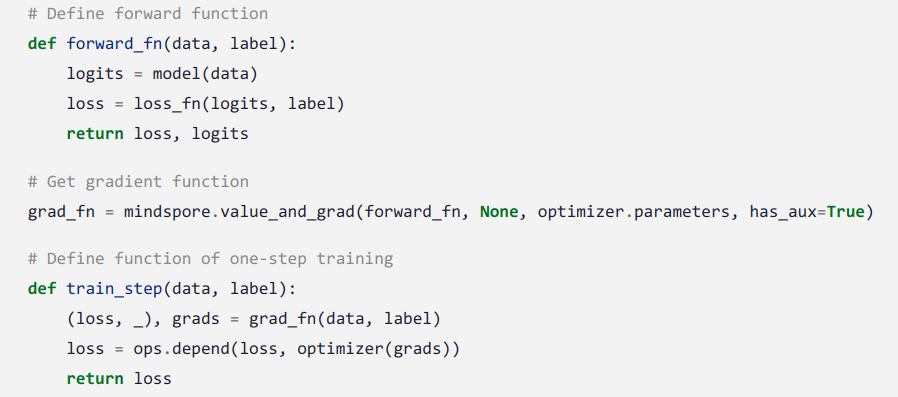 # Define forward function
def forward_fn(data, label):
    logits = model(data)
    loss = loss_fn(logits, label)
    return loss, logits
# Get gradient function
grad_fn = mindspore.value_and_grad(forward_fn, None, optimizer.parameters, has_aux=True)
# Define function of one-step training
def train_step(data, label):
    (loss, _), grads = grad_fn(data, label)
    loss = ops.depend(loss, optimizer(grads))
    return loss